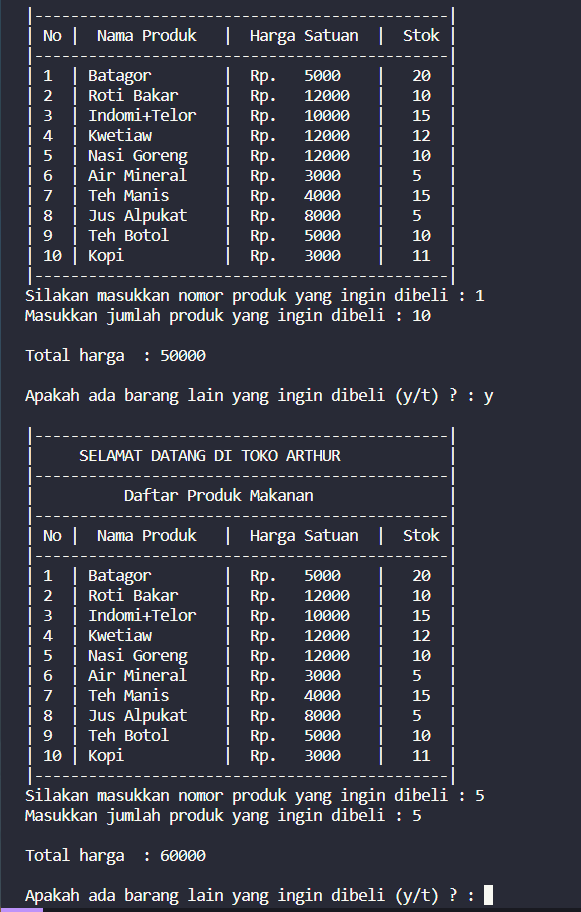 |----------------------------------------------|
| No |  Nama Produk   |  Harga Satuan  |  Stok |
|----------------------------------------------|
| 1  | Batagor        |  Rp.   5000    |   20  |
| 2  | Roti Bakar     |  Rp.   12000   |   10  |
| 3  | Indomi+Telor   |  Rp.   10000   |   15  |
| 4  | Kwetiaw        |  Rp.   12000   |   12  |
| 5  | Nasi Goreng    |  Rp.   12000   |   10  |
| 6  | Air Mineral    |  Rp.   3000    |   5   |
| 7  | Teh Manis      |  Rp.   4000    |   15  |
| 8  | Jus Alpukat    |  Rp.   8000    |   5   |
| 9  | Teh Botol      |  Rp.   5000    |   10  |
| 10 | Kopi           |  Rp.   3000    |   11  |
|----------------------------------------------|
Silakan masukkan nomor produk yang ingin dibeli : 1
Masukkan jumlah produk yang ingin dibeli : 10
Total harga  : 50000
Apakah ada barang lain yang ingin dibeli (y/t) ? : y
|----------------------------------------------|
|     SELAMAT DATANG DI TOKO ARTHUR            |
|----------------------------------------------|
|          Daftar Produk Makanan               |
|----------------------------------------------|
| No |  Nama Produk   |  Harga Satuan  |  Stok |
|----------------------------------------------|
| 1  | Batagor        |  Rp.   5000    |   20  |
| 2  | Roti Bakar     |  Rp.   12000   |   10  |
| 3  | Indomi+Telor   |  Rp.   10000   |   15  |
| 4  | Kwetiaw        |  Rp.   12000   |   12  |
| 5  | Nasi Goreng    |  Rp.   12000   |   10  |
| 6  | Air Mineral    |  Rp.   3000    |   5   |
| 7  | Teh Manis      |  Rp.   4000    |   15  |
| 8  | Jus Alpukat    |  Rp.   8000    |   5   |
| 9  | Teh Botol      |  Rp.   5000    |   10  |
| 10 | Kopi           |  Rp.   3000    |   11  |
|----------------------------------------------|
Silakan masukkan nomor produk yang ingin dibeli : 5
Masukkan jumlah produk yang ingin dibeli : 5
Total harga  : 60000
Apakah ada barang lain yang ingin dibeli (y/t) ? :